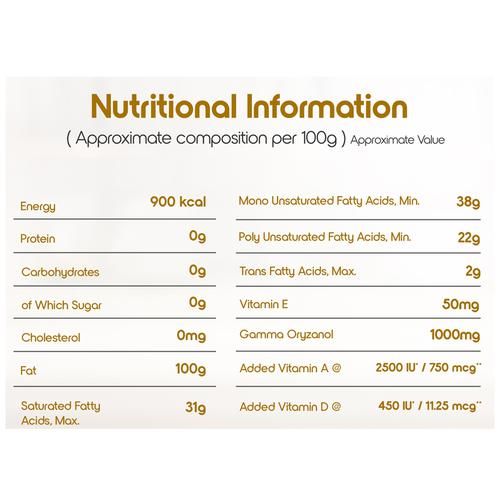 Nutritional Information
( Approximate composition per 100g ) Approximate Value
Energy 900 kcal
Protein 0g
Carbohydrates 0g
of Which Sugar 0g
Cholesterol 0mg
Fat 100g
Saturated Fatty 31g
Acids, Max.
Mono Unsaturated Fatty Acids, Min. 38g
Poly Unsaturated Fatty Acids, Min. 22g
Trans Fatty Acids, Max. 2g
Vitamin E 50mg
Gamma Oryzanol 1000mg
Added Vitamin A @ 2500 IU* / 750 mcg**
Added Vitamin D @ 450 IU* / 11.25 mcg**